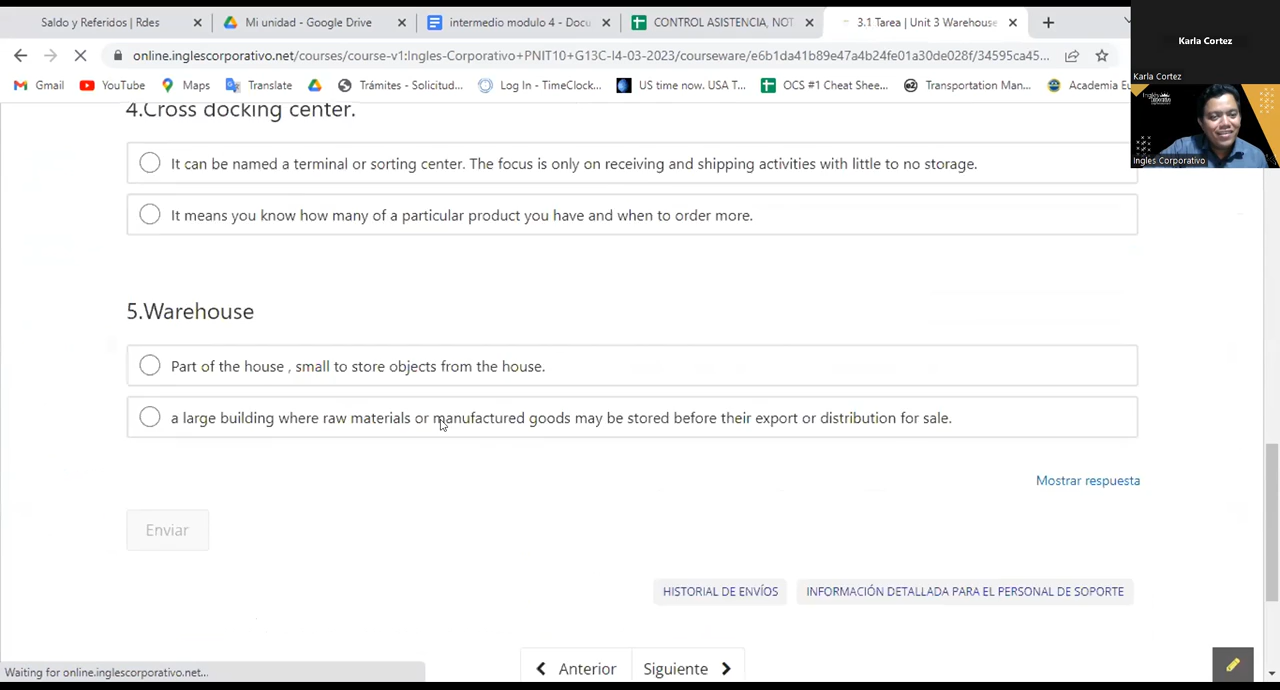 Saldo y Referidos | Rdes
Mi unidad - Google Drive
intermedio modulo 4 - Docu
CONTROL ASISTENCIA, NOT
3.1 Tarea | Unit 3 Warehouse
online.inglescorporativo.net/courses/course-v1:Ingles-Corporativo+PNIT10+G13C-I4-03-2023/courseware/e6b1da41b89e47a4b24fe01a30de028f/34595ca45...
Gmail
YouTube
Maps
Translate
Trámites - Solicitud...
Log In - TimeClock...
US time now. USA T...
OCS #1 Cheat Shee...
Transportation Man...
Academia Eu
Karla Cortez
Karla Cortez
Ingles Corporativo
4.Cross docking center.
It can be named a terminal or sorting center. The focus is only on receiving and shipping activities with little to no storage.
It means you know how many of a particular product you have and when to order more.
5.Warehouse
Part of the house , small to store objects from the house.
a large building where raw materials or manufactured goods may be stored before their export or distribution for sale.
Mostrar respuesta
Enviar
HISTORIAL DE ENVÍOS
INFORMACIÓN DETALLADA PARA EL PERSONAL DE SOPORTE
Anterior
Siguiente
Waiting for online.inglescorporativo.net...